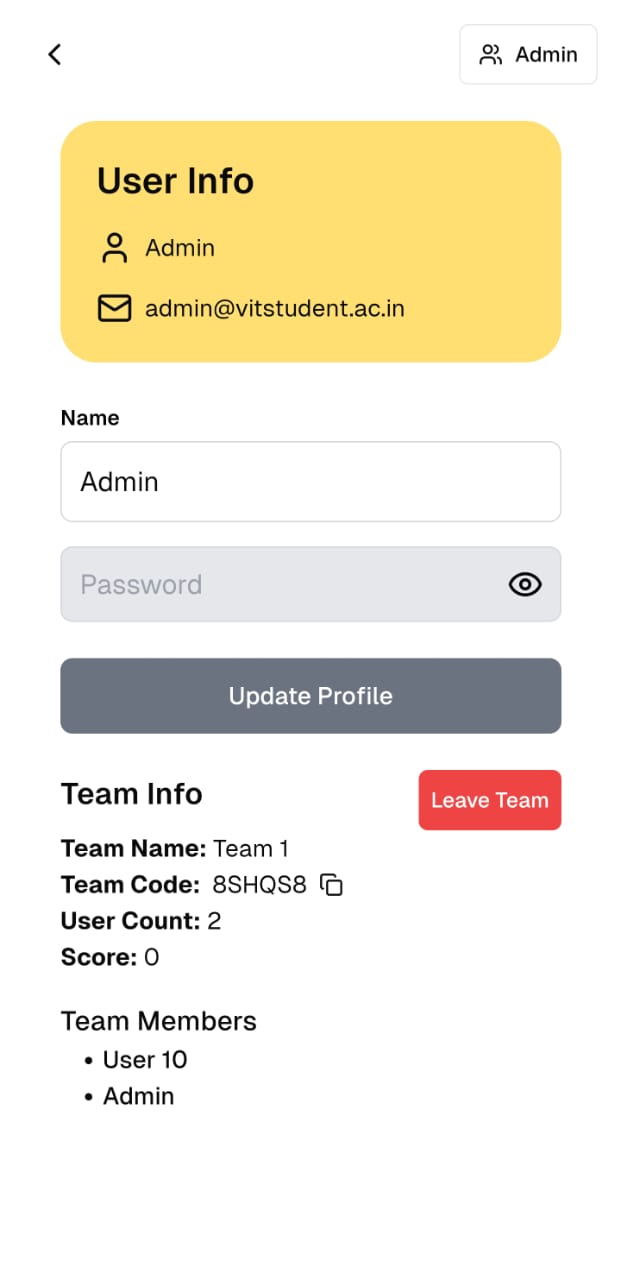 Admin
User Info
Admin
admin@vitstudent.ac.in
Name
Admin
Password
Update Profile
Team Info
Leave Team
Team Name: Team 1
Team Code: 8SHQS8
User Count: 2
Score: 0
Team Members
• User 10
• Admin